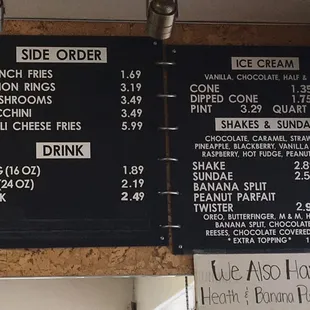 SIDE ORDER
NCH FRIES 1.69
ION RINGS 3.19
SHROOMS 3.49
CCHINI 3.49
LI CHEESE FRIES 5.99
DRINK
G (16 OZ) 1.89
(24 OZ) 2.19
K 2.49
ICE CREAM
VANILLA, CHOCOLATE, HALF &
CONE 1.35
DIPPED CONE 1.75
PINT 3.29 QUART
SHAKES & SUNDA
CHOCOLATE, CARAMEL, STRAW
PINEAPPLE, BLACKBERRY, VANILLA
RASPBERRY, HOT FUDGE, PEANUT
SHAKE 2.8
SUNDAE 2.5
BANANA SPLIT
PEANUT PARFAIT
TWISTER 2.9
OREO, BUTTERFINGER, M & M, H
BANANA SPLIT, CHOCOLATE
REESES, CHOCOLATE COVERED
* EXTRA TOPPING *
We Also Ha
Heath & Banana Pu